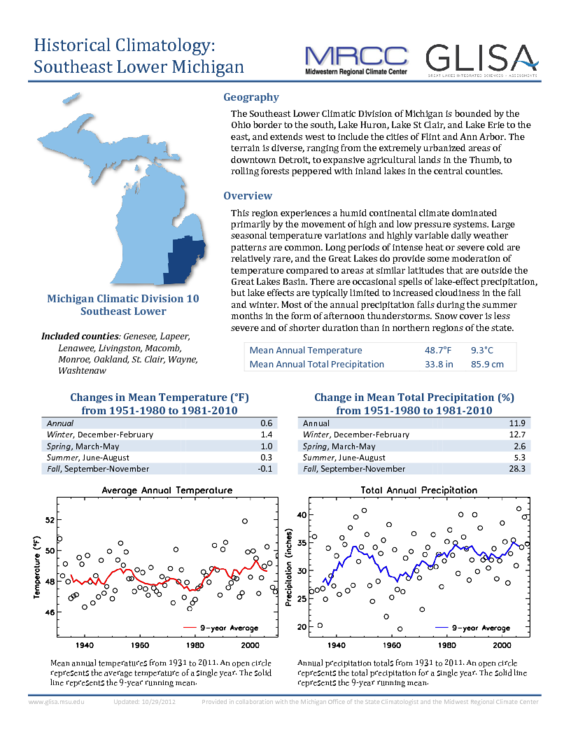 Historical Climatology:
Southeast Lower Michigan
MRCC
Midwestern Regional Climate Center
GLISA
GREAT LAKES INTEGRATED SCIENCES + ASSESSMENTS
Geography
The Southeast Lower Climatic Division of Michigan is bounded by the
Ohio border to the south, Lake Huron, Lake St Clair, and Lake Erie to the
east, and extends west to include the cities of Flint and Ann Arbor. The
terrain is diverse, ranging from the extremely urbanized areas of
downtown Detroit, to expansive agricultural lands in the Thumb, to
rolling forests peppered with inland lakes in the central counties.
Overview
This region experiences a humid continental climate dominated
primarily by the movement of high and low pressure systems. Large
seasonal temperature variations and highly variable daily weather
patterns are common. Long periods of intense heat or severe cold are
relatively rare, and the Great Lakes do provide some moderation of
temperature compared to areas at similar latitudes that are outside the
Great Lakes Basin. There are occasional spells of lake-effect precipitation,
but lake effects are typically limited to increased cloudiness in the fall
and winter. Most of the annual precipitation falls during the summer
months in the form of afternoon thunderstorms. Snow cover is less
severe and of shorter duration than in northern regions of the state.
Michigan Climatic Division 10
Southeast Lower
Included counties: Genesee, Lapeer,
Lenawee, Livingston, Macomb,
Monroe, Oakland, St. Clair, Wayne,
Washtenaw
Mean Annual Temperature 48.7°F 9.3°C
Mean Annual Total Precipitation 33.8 in 85.9 cm
Changes in Mean Temperature (°F)
from 1951-1980 to 1981-2010
Annual 0.6
Winter, December-February 1.4
Spring, March-May 1.0
Summer, June-August 0.3
Fall, September-November -0.1
Change in Mean Total Precipitation (%)
from 1951-1980 to 1981-2010
Annual 11.9
Winter, December-February 12.7
Spring, March-May 2.6
Summer, June-August 5.3
Fall, September-November 28.3
Average Annual Temperature
Temperature (°F)
52
50
48
46
9-year Average
1940 1960 1980 2000
Total Annual Precipitation
Precipitation (inches)
40
35
30
25
20
9-year Average
1940 1960 1980 2000
Mean annual temperatures from 1931 to 2011. An open circle
represents the average temperature of a single year. The solid
line represents the 9-year running mean.
Annual precipitation totals from 1931 to 2011. An open circle
represents the total precipitation for a single year. The solid line
represents the 9-year running mean.
www.glisa.msu.edu Updated: 10/29/2012 Provided in collaboration with the Michigan Office of the State Climatologist and the Midwest Regional Climate Center